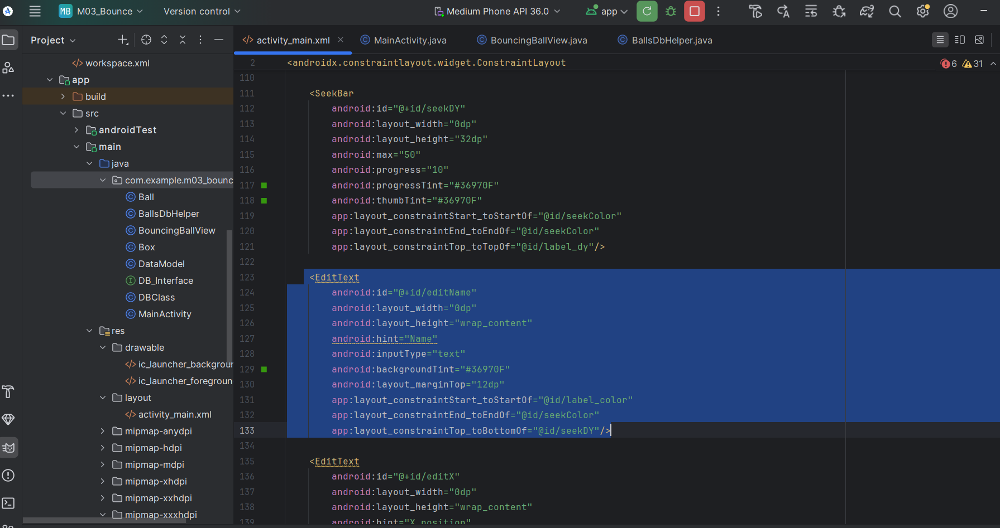 MB M03_Bounce Version control Medium Phone API 36.0 app
Project
activity_main.xml MainActivity.java BouncingBallView.java BallsDbHelper.java
workspace.xml
app
build
src
androidTest
main
java
com.example.m03_bounc
Ball
BallsDbHelper
BouncingBallView
Box
DataModel
DB_Interface
DBClass
MainActivity
res
drawable
ic_launcher_backgroun
ic_launcher_foregroun
layout
activity_main.xml
mipmap-anydpi
mipmap-hdpi
mipmap-mdpi
mipmap-xhdpi
mipmap-xxhdpi
mipmap-xxxhdpi
2 <androidx.constraintlayout.widget.ConstraintLayout 6 31
110
111 <SeekBar
112 android:id="@+id/seekDY"
113 android:layout_width="0dp"
114 android:layout_height="32dp"
115 android:max="50"
116 android:progress="10"
117 android:progressTint="#36970F"
118 android:thumbTint="#36970F"
119 app:layout_constraintStart_toStartOf="@id/seekColor"
120 app:layout_constraintEnd_toEndOf="@id/seekColor"
121 app:layout_constraintTop_toTopOf="@id/label_dy"/>
122
123 <EditText
124 android:id="@+id/editName"
125 android:layout_width="0dp"
126 android:layout_height="wrap_content"
127 android:hint="Name"
128 android:inputType="text"
129 android:backgroundTint="#36970F"
130 android:layout_marginTop="12dp"
131 app:layout_constraintStart_toStartOf="@id/label_color"
132 app:layout_constraintEnd_toEndOf="@id/seekColor"
133 app:layout_constraintTop_toBottomOf="@id/seekDY"/>
134
135 <EditText
136 android:id="@+id/editX"
137 android:layout_width="0dp"
138 android:layout_height="wrap_content"
139 android:hint="X position"